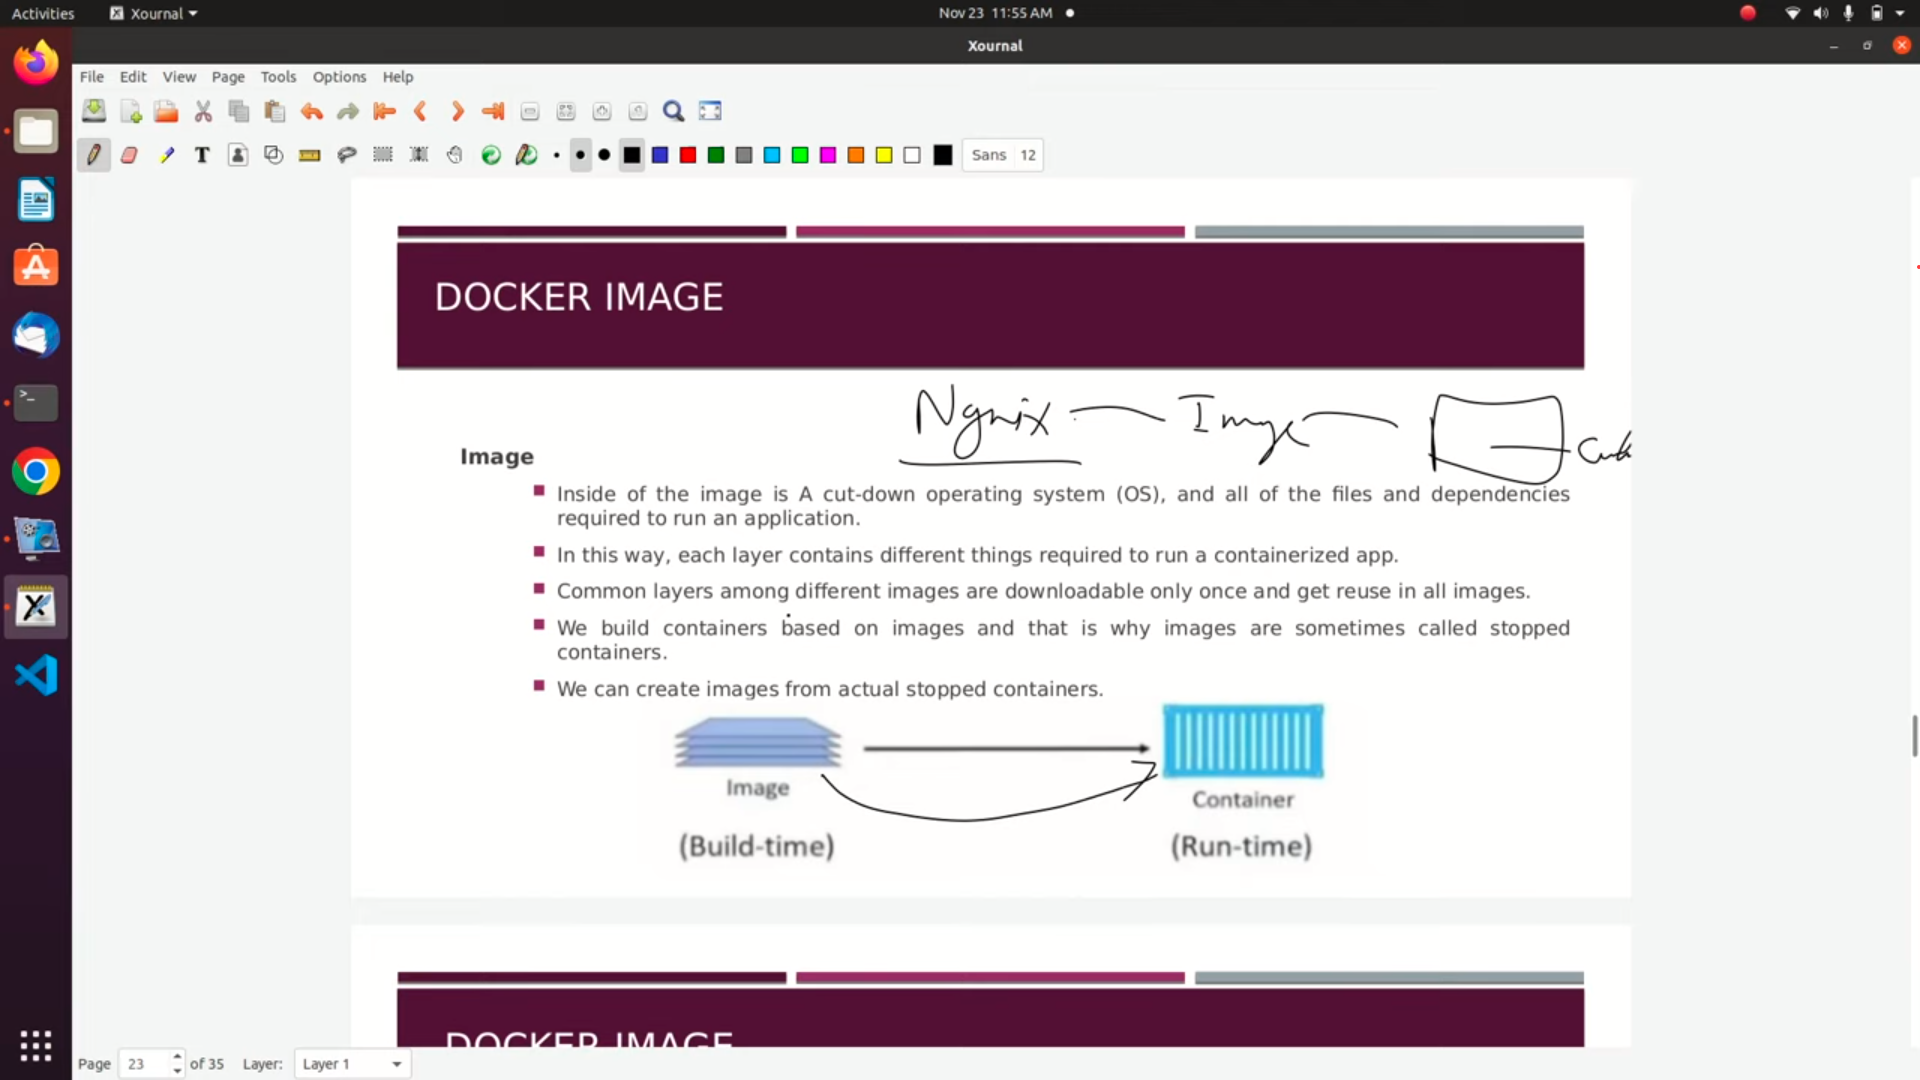 Activities Xournal Nov 23 11:55 AM
Xournal
File Edit View Page Tools Options Help
Sans 12
DOCKER IMAGE
Ngnix Image
Image
Inside of the image is A cut-down operating system (OS), and all of the files and dependencies
required to run an application.
In this way, each layer contains different things required to run a containerized app.
Common layers among different images are downloadable only once and get reuse in all images.
We build containers based on images and that is why images are sometimes called stopped
containers.
We can create images from actual stopped containers.
Image Container
(Build-time) (Run-time)
DOCKER IMAGE
Page 23 of 35 Layer: Layer 1